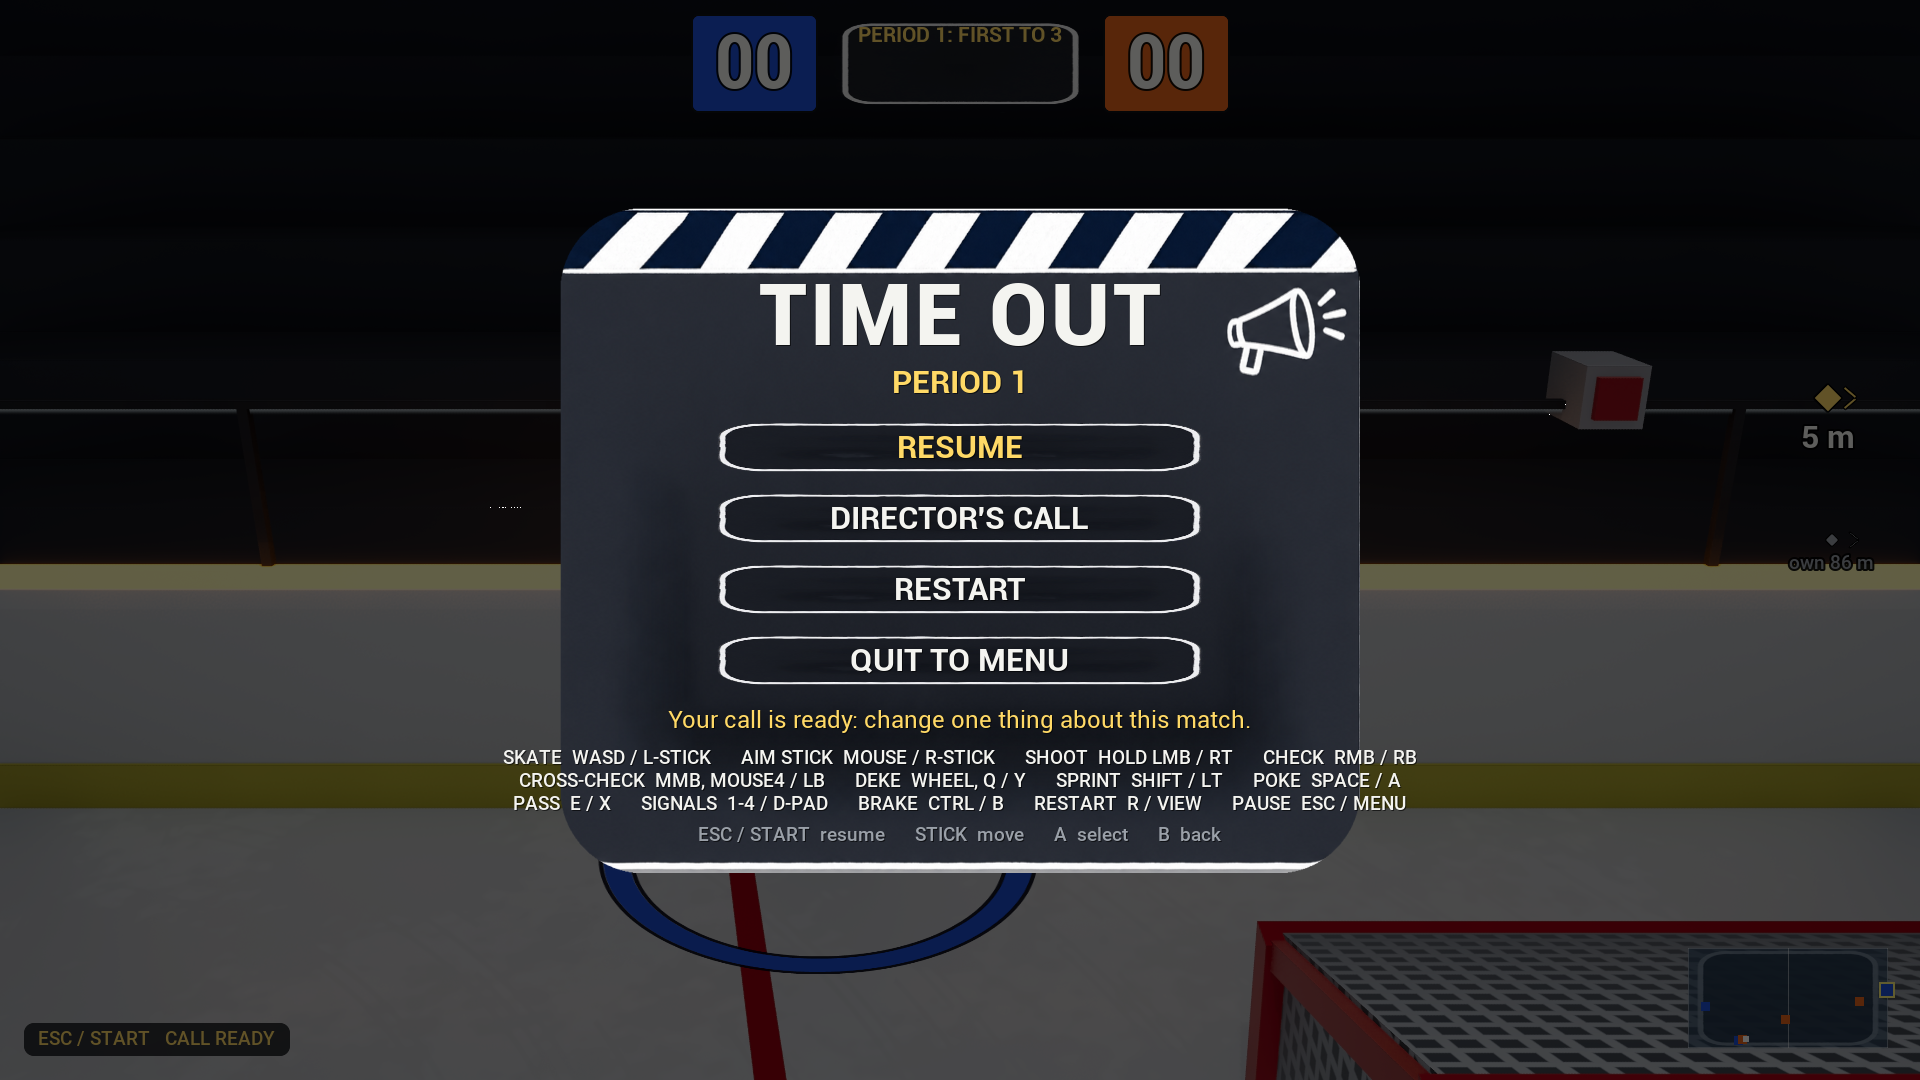 00
PERIOD 1: FIRST TO 3
00
TIME OUT
PERIOD 1
RESUME
DIRECTOR'S CALL
RESTART
QUIT TO MENU
5 m
own 86 m
Your call is ready: change one thing about this match.
SKATE WASD / L-STICK AIM STICK MOUSE / R-STICK SHOOT HOLD LMB / RT CHECK RMB / RB
CROSS-CHECK MMB, MOUSE4 / LB DEKE WHEEL, Q / Y SPRINT SHIFT / LT POKE SPACE / A
PASS E / X SIGNALS 1-4 / D-PAD BRAKE CTRL / B RESTART R / VIEW PAUSE ESC / MENU
ESC / START resume STICK move A select B back
ESC / START CALL READY